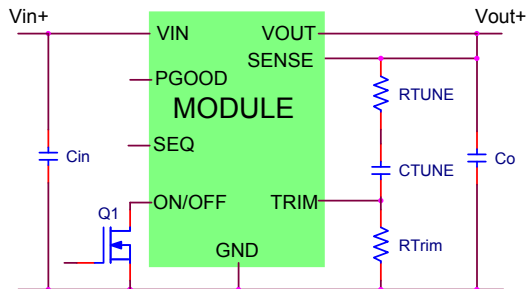 Vin+
Vout+
VIN
VOUT
SENSE
PGOOD
RTUNE
MODULE
SEQ
Cin
CTUNE
Co
ON/OFF
TRIM
Q1
GND
RTrim